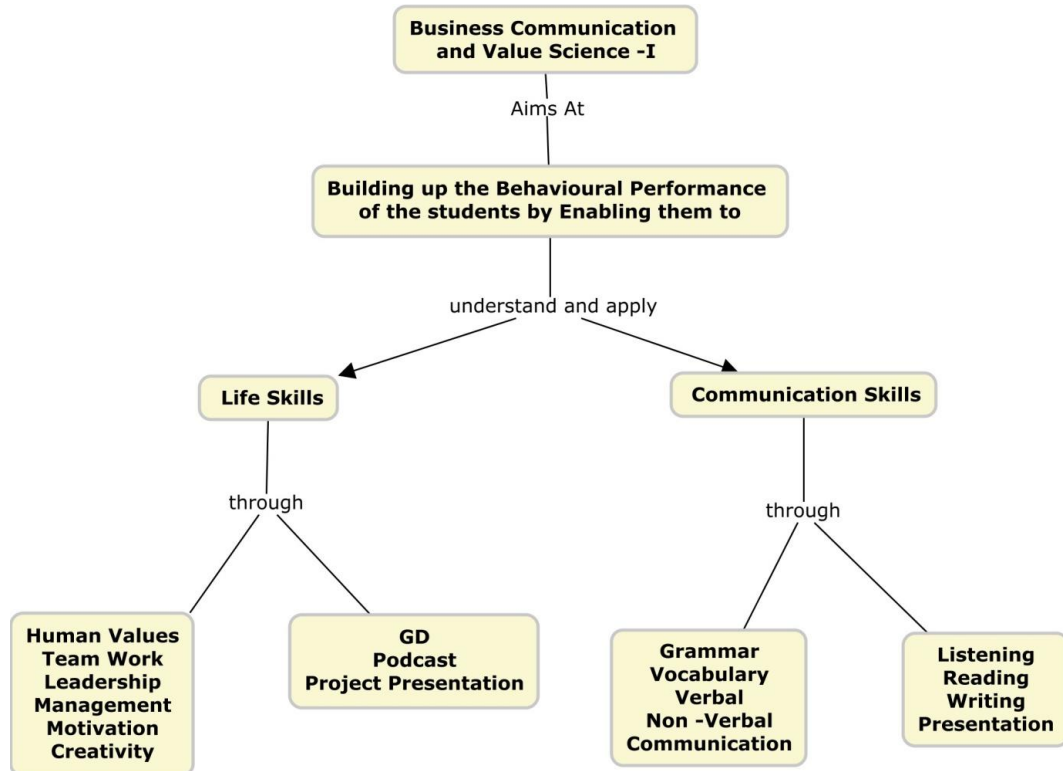 Business Communication
and Value Science -I
Aims At
Building up the Behavioural Performance
of the students by Enabling them to
understand and apply
Life Skills
Communication Skills
through
through
Human Values
Team Work
Leadership
Management
Motivation
Creativity
GD
Podcast
Project Presentation
Grammar
Vocabulary
Verbal
Non -Verbal
Communication
Listening
Reading
Writing
Presentation